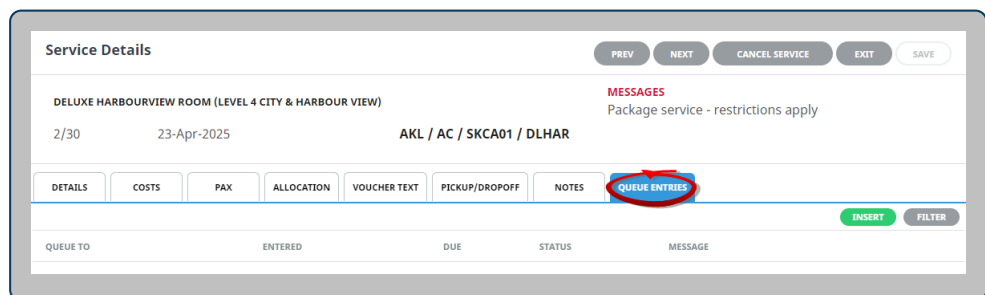 Service Details
PREV NEXT CANCEL SERVICE EXIT SAVE
DELUXE HARBOURVIEW ROOM (LEVEL 4 CITY & HARBOUR VIEW)
MESSAGES
Package service - restrictions apply
2/30 23-Apr-2025 AKL / AC / SKCA01 / DLHAR
DETAILS COSTS PAX ALLOCATION VOUCHER TEXT PICKUP/DROPOFF NOTES QUEUE ENTRIES
INSERT FILTER
QUEUE TO ENTERED DUE STATUS MESSAGE